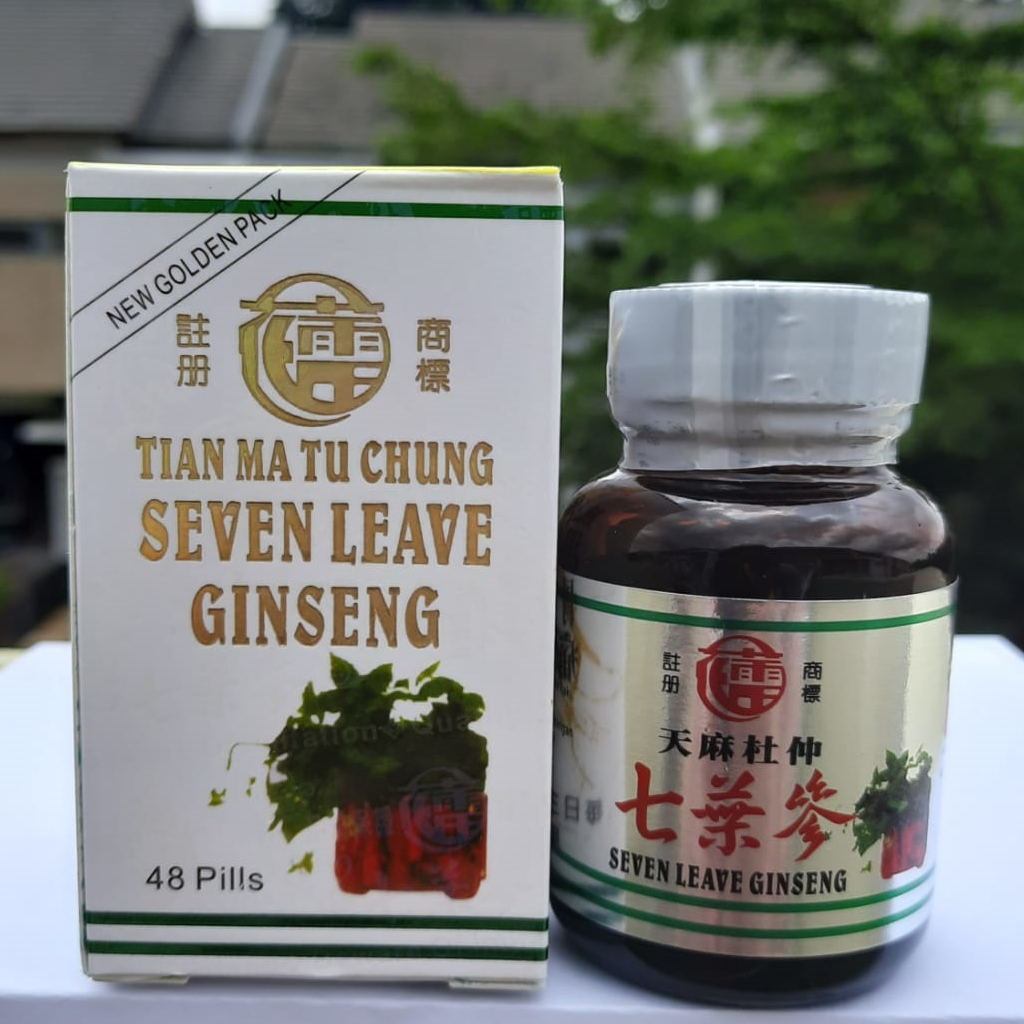 NEW GOLDEN PACK
註册
商標
TIAN MA TU CHUNG
SEVEN LEAVE
GINSENG
48 Pills
註册
商標
天麻杜仲
七葉參
SEVEN LEAVE GINSENG